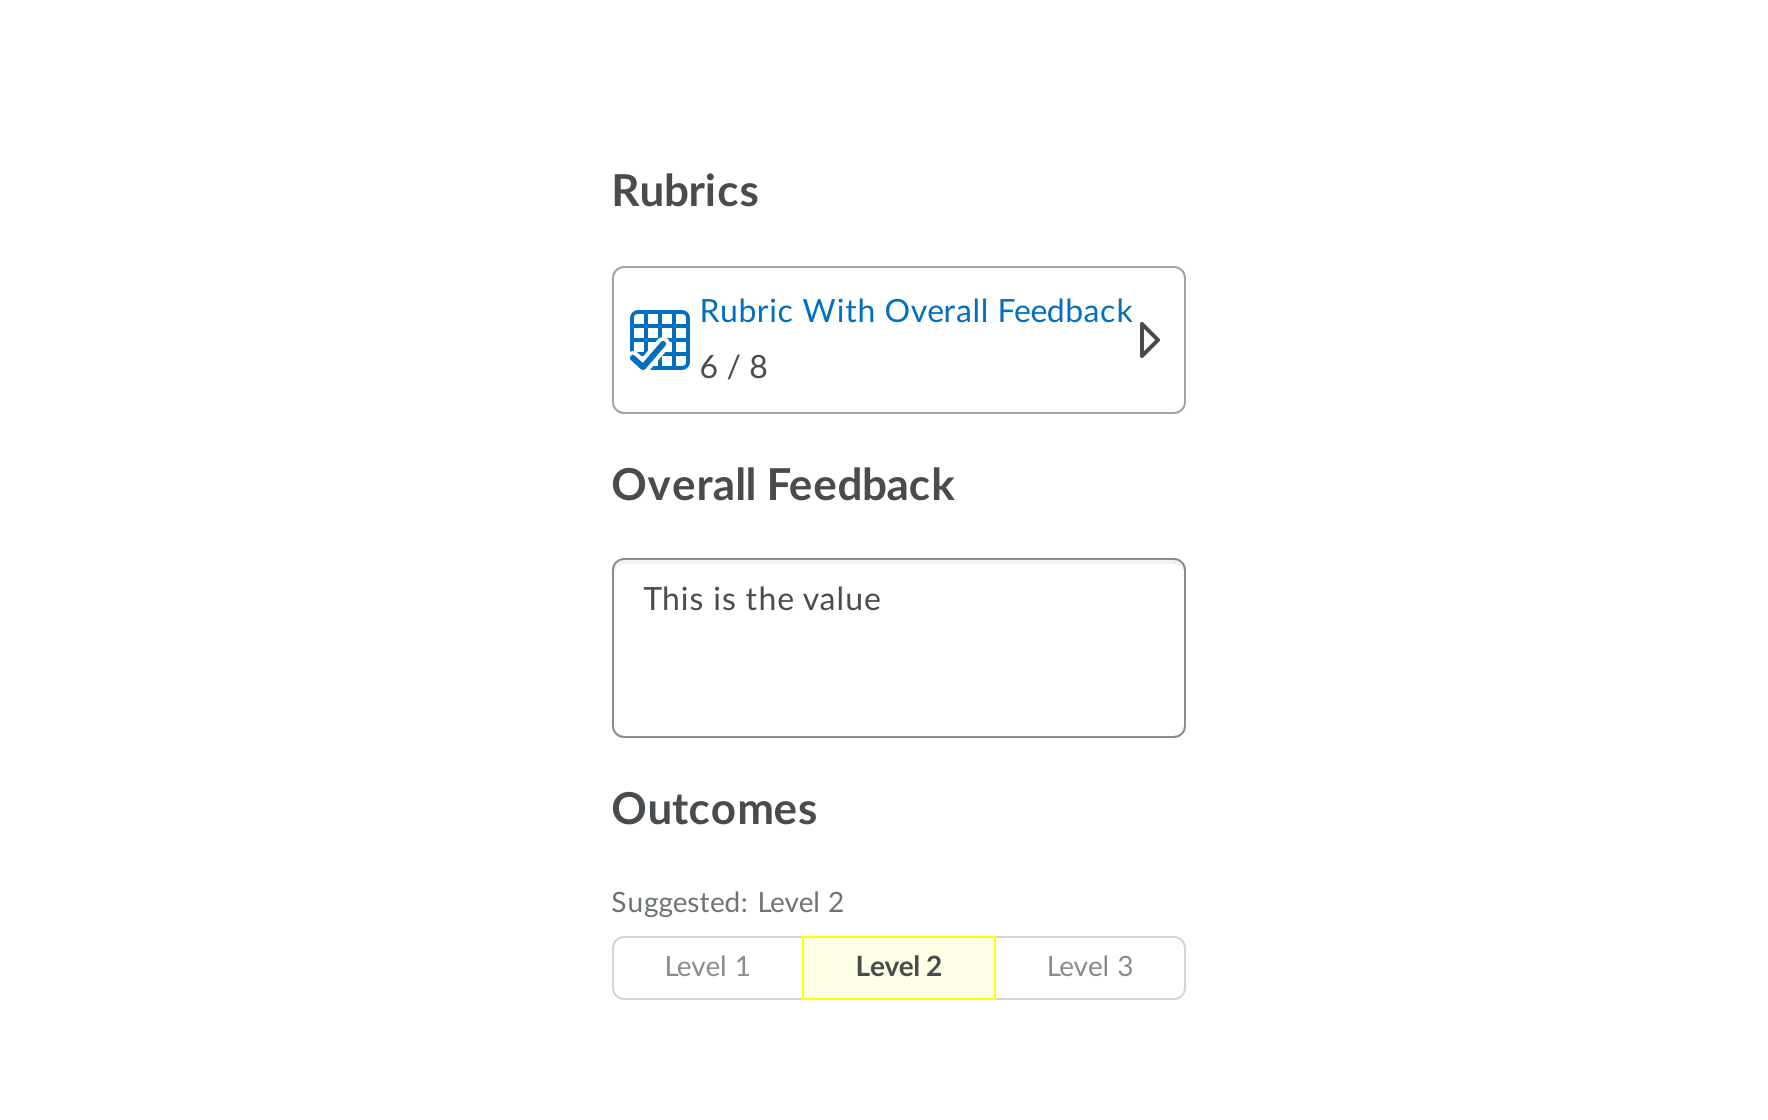 Rubrics
Rubric With Overall Feedback
6 / 8
Overall Feedback
This is the value
Outcomes
Suggested: Level 2
Level 1 Level 2 Level 3